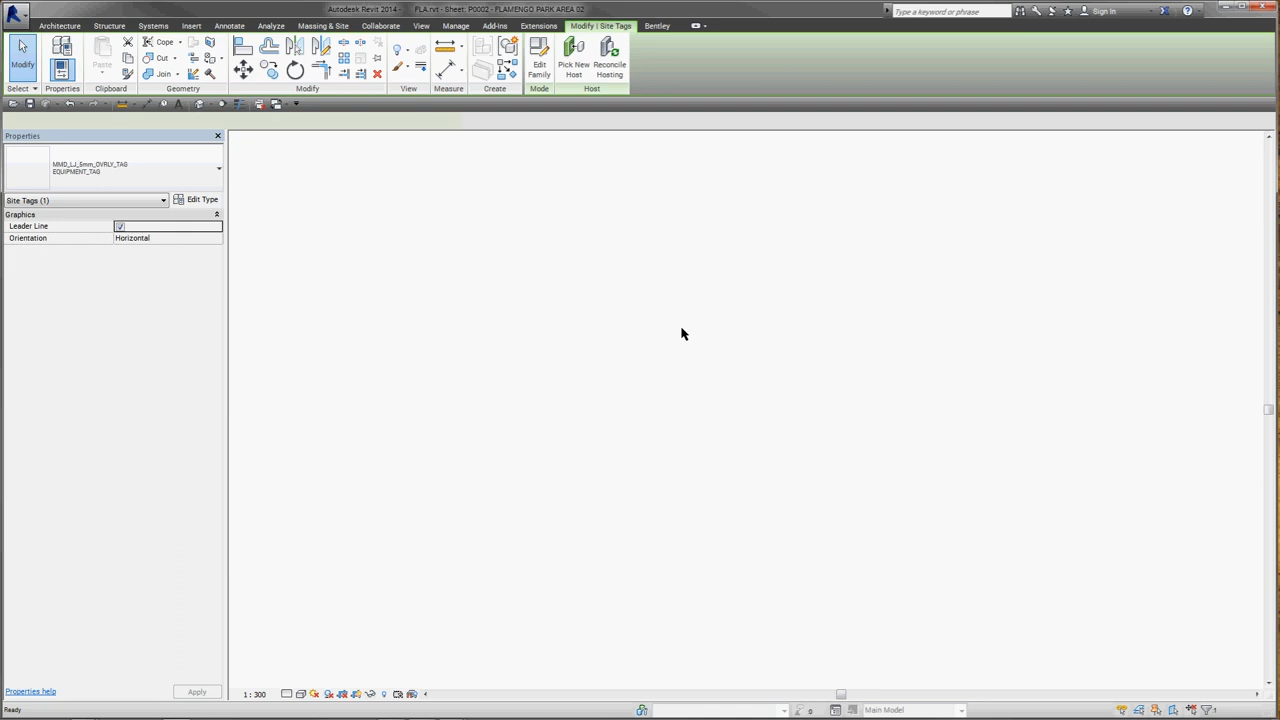 Autodesk Revit 2014 - FLA.rvt - Sheet: P0002 - FLAMENGO PARK AREA 02
Type a keyword or phrase
Sign In
Architecture Structure Systems Insert Annotate Analyze Massing & Site Collaborate View Manage Add-Ins Extensions Modify | Site Tags Bentley
Modify
Paste
Cope
Cut
Join
Edit Family
Pick New Host
Reconcile Hosting
Select Properties Clipboard Geometry Modify View Measure Create Mode Host
Properties
MMD_LJ_5mm_OVRLY_TAG
EQUIPMENT_TAG
Site Tags (1)
Edit Type
Graphics
Leader Line
Orientation Horizontal
Properties help
Apply
1 : 300
Ready
0
Main Model
1